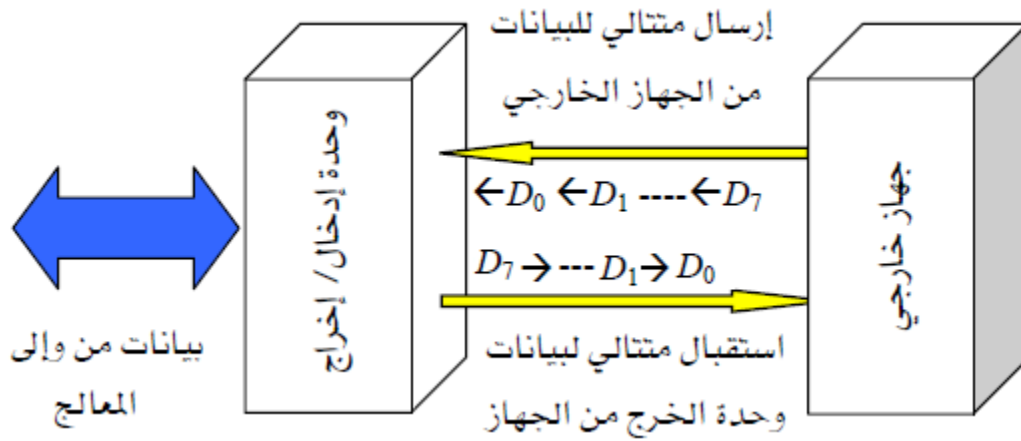 إرسال متتالي للبيانات
من الجهاز الخارجي
وحدة إدخال/ إخراج
جهاز خارجي
←D0 ←D1 ----←D7
D7→---D1→D0
بيانات من وإلى
المعالج
استقبال متتالي لبيانات
وحدة الخرج من الجهاز